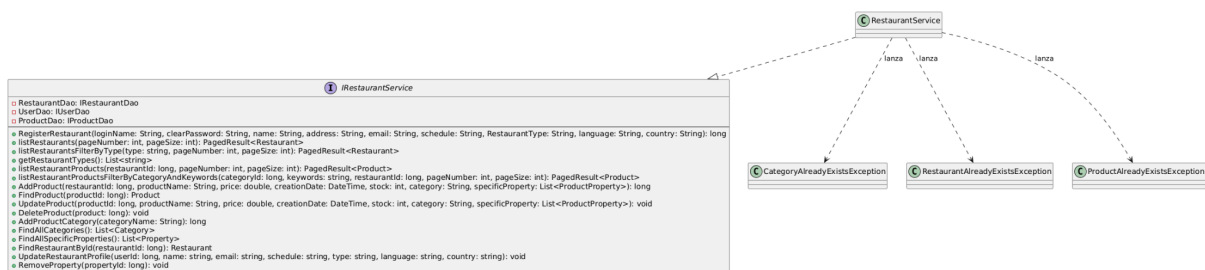 C RestaurantService
lanza
lanza
lanza
I IRestaurantService
RestaurantDao: IRestaurantDao
UserDao: IUserDao
ProductDao: IProductDao
RegisterRestaurant(loginName: String, clearPassword: String, name: String, address: String, email: String, schedule: String, RestaurantType: String, language: String, country: String): long
listRestaurants(pageNumber: int, pageSize: int): PagedResult<Restaurant>
listRestaurantsFilterByType(type: string, pageNumber: int, pageSize: int): PagedResult<Restaurant>
getRestaurantTypes(): List<string>
listRestaurantProducts(restaurantId: long, pageNumber: int, pageSize: int): PagedResult<Product>
listRestaurantProductsFilterByCategoryAndKeywords(categoryId: long, keywords: string, restaurantId: long, pageNumber: int, pageSize: int): PagedResult<Product>
AddProduct(restaurantId: long, productName: String, price: double, creationDate: DateTime, stock: int, category: String, specificProperty: List<ProductProperty>): long
FindProduct(productId: long): Product
UpdateProduct(productId: long, productName: String, price: double, creationDate: DateTime, stock: int, category: String, specificProperty: List<ProductProperty>): void
DeleteProduct(product: long): void
AddProductCategory(categoryName: String): long
FindAllCategories(): List<Category>
FindAllSpecificProperties(): List<Property>
FindRestaurantById(restaurantId: long): Restaurant
UpdateRestaurantProfile(userId: long, name: string, email: string, schedule: string, type: string, language: string, country: string): void
RemoveProperty(propertyId: long): void
C CategoryAlreadyExistsException
C RestaurantAlreadyExistsException
C ProductAlreadyExistsException